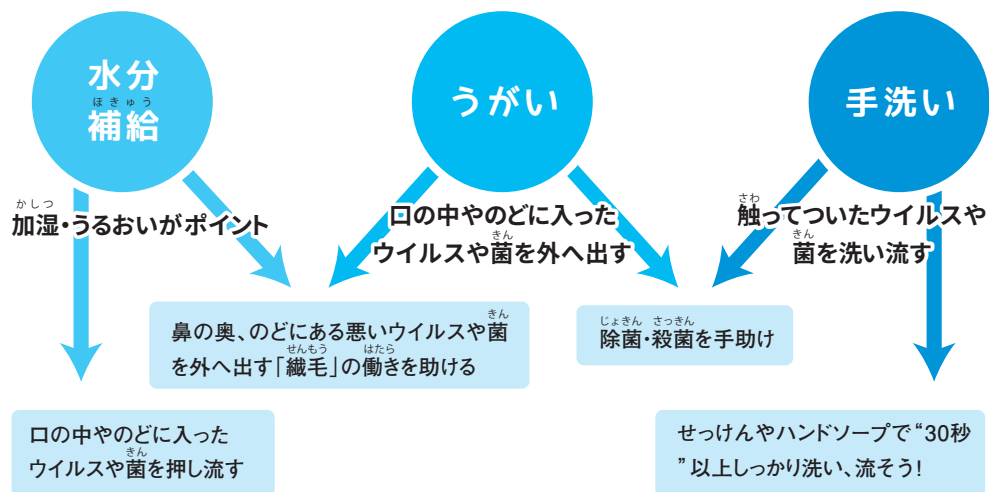 水分
ほきゅう
補給
うがい
手洗い
かしつ
加湿・うるおいがポイント
口の中やのどに入った
きん
ウイルスや菌を外へ出す
さわ
触ってついたウイルスや
きん
菌を洗い流す
きん
鼻の奥、のどにある悪いウイルスや菌
せんもう はたら
を外へ出す「繊毛」の働きを助ける
じょきん さっきん
除菌・殺菌を手助け
口の中やのどに入った
きん
ウイルスや菌を押し流す
せっけんやハンドソープで“30秒
”以上しっかり洗い、流そう!